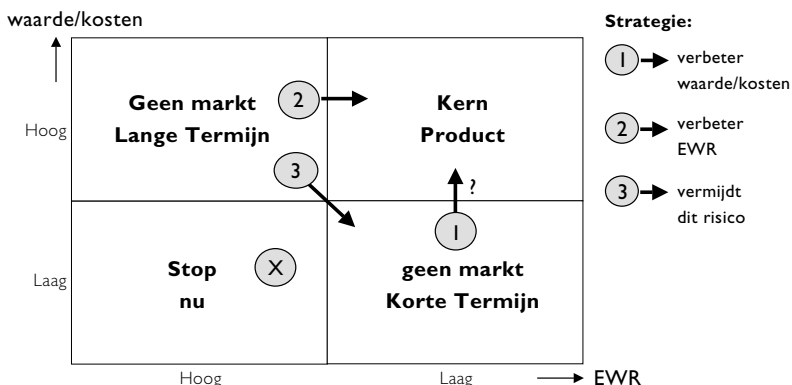 waarde/kosten
Strategie:
1 verbeter
waarde/kosten
2 verbeter
EWR
3 vermijdt
dit risico
Hoog
Geen markt
Lange Termijn
2
3
Kern
Product
?
Laag
Stop
nu
X
1
geen markt
Korte Termijn
Hoog
Laag
EWR